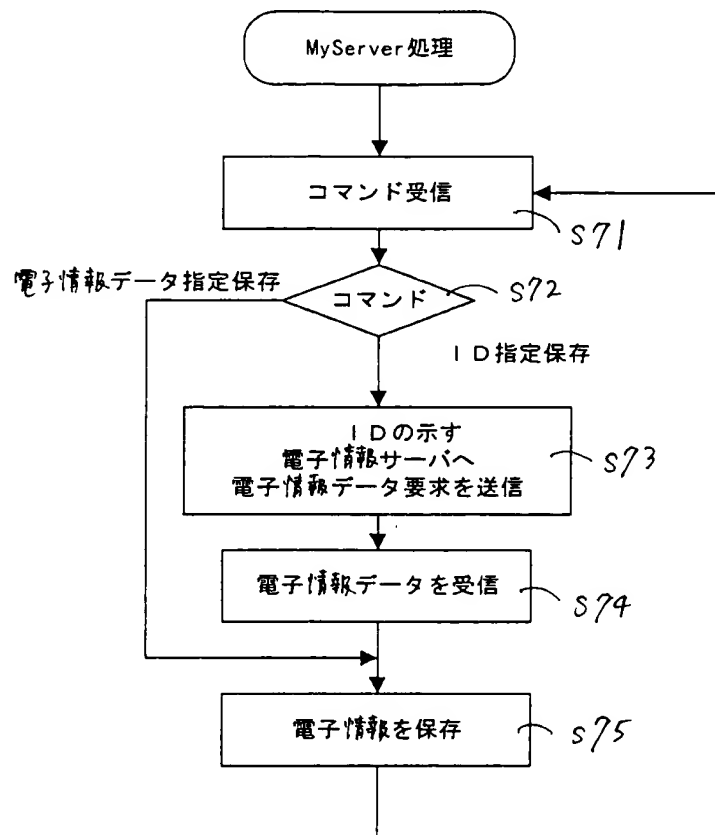 MyServer処理
コマンド受信
S71
電子情報データ指定保存
コマンド
S72
ID指定保存
IDの示す
電子情報サーバへ
電子情報データ要求を送信
S73
電子情報データを受信
S74
電子情報を保存
S75